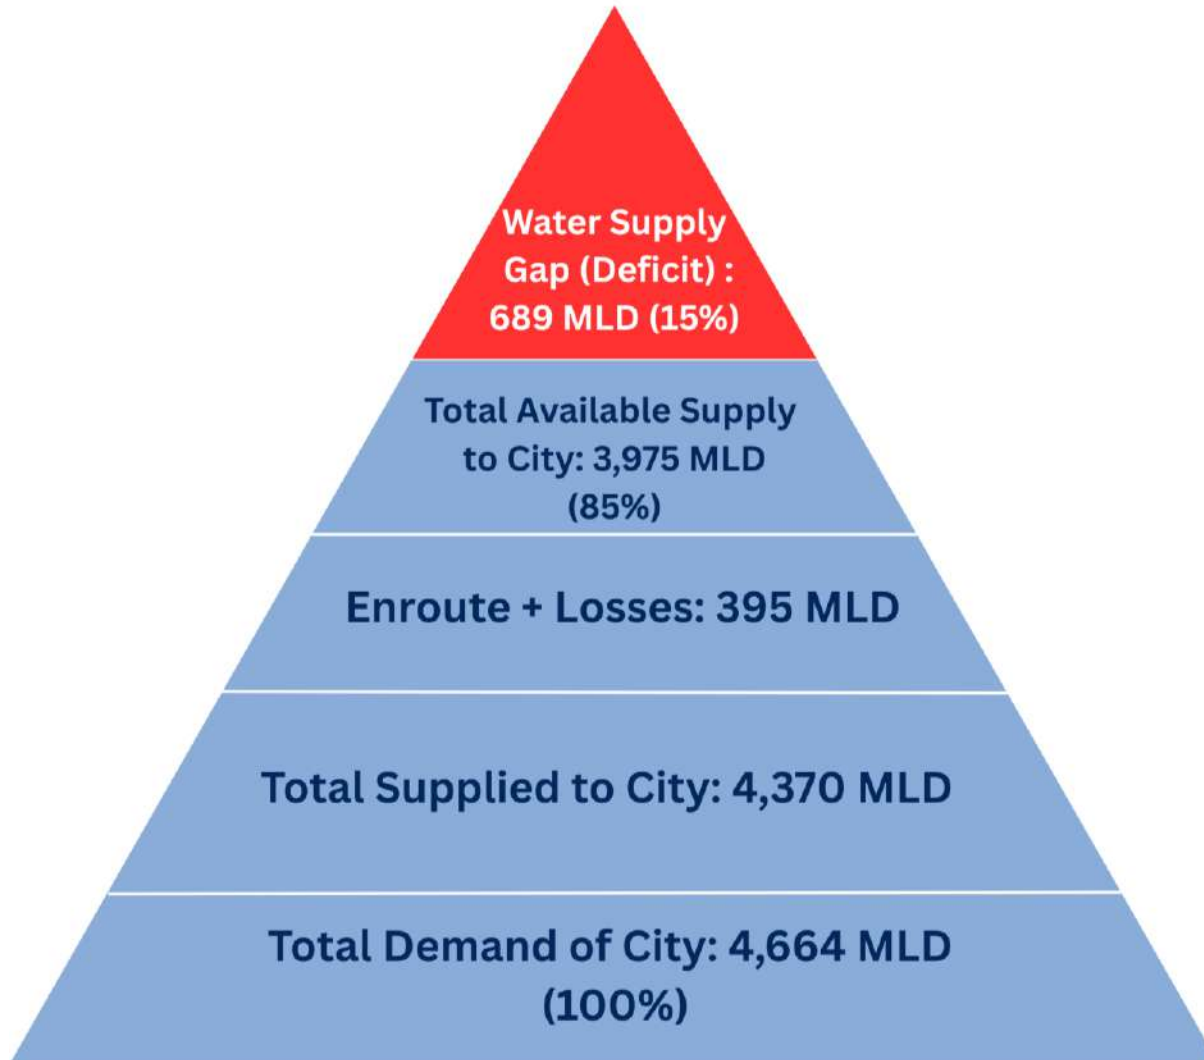 Water Supply
Gap (Deficit) :
689 MLD (15%)
Total Available Supply
to City: 3,975 MLD
(85%)
Enroute + Losses: 395 MLD
Total Supplied to City: 4,370 MLD
Total Demand of City: 4,664 MLD
(100%)